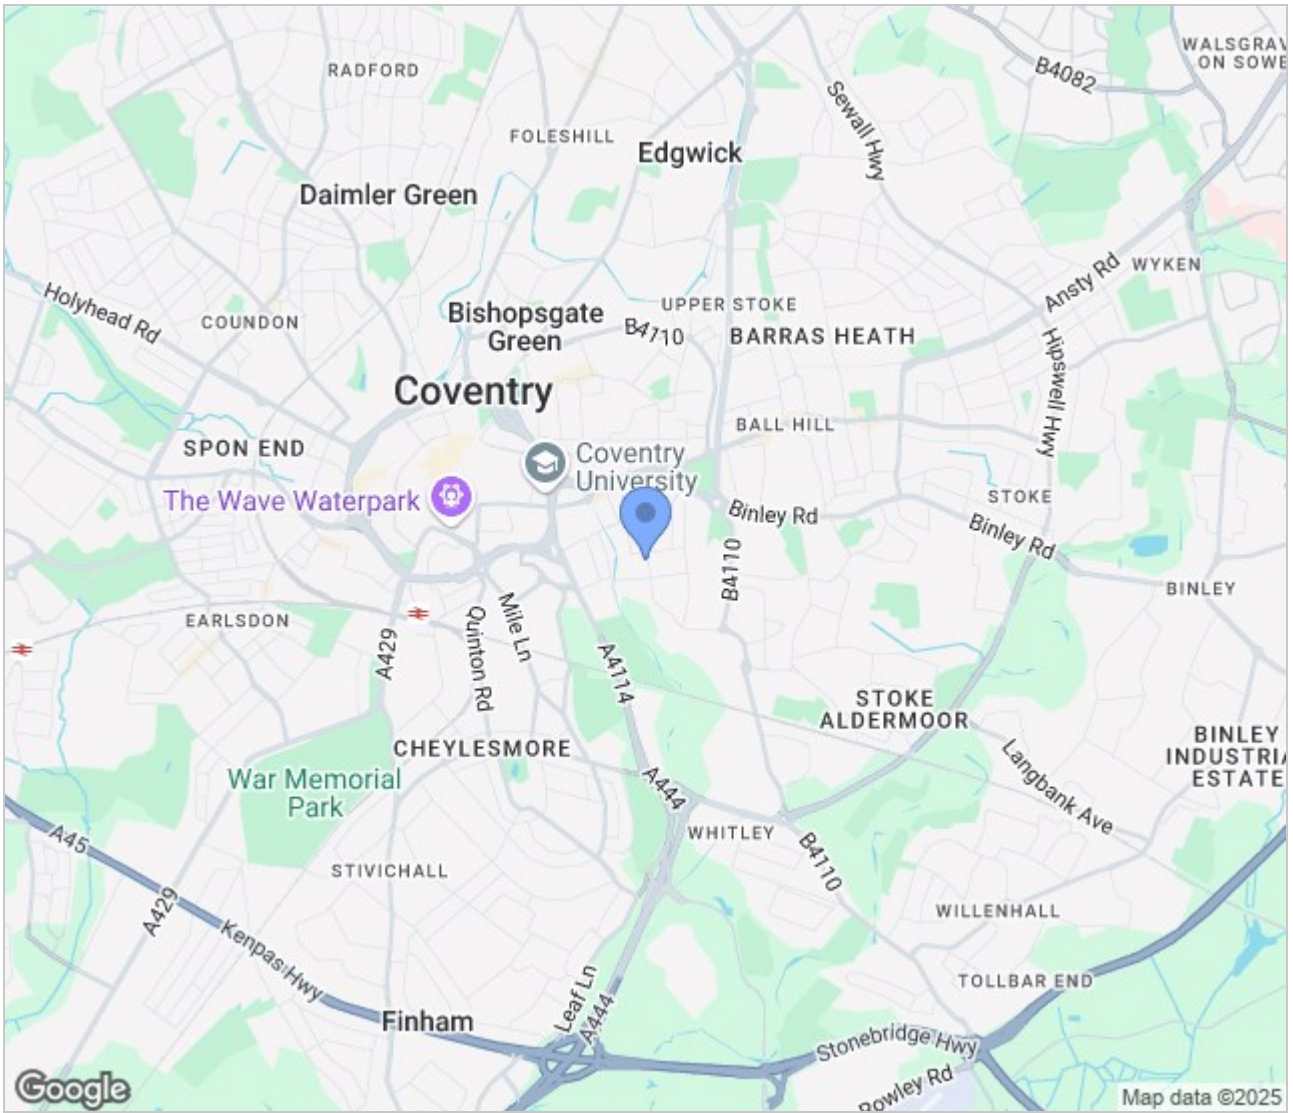 WALSGRAV
ON SOWE
RADFORD
B4082
Sewall Hwy
FOLESHILL
Edgwick
Daimler Green
Ansty Rd
WYKEN
Holyhead Rd
COUNDON
Bishopsgate
Green
B4110
UPPER STOKE
BARRAS HEATH
Hipswell Hwy
Coventry
BALL HILL
SPON END
Coventry
University
The Wave Waterpark
Binley Rd
STOKE
Binley Rd
B4110
BINLEY
EARLSDON
A429
Quinton Rd
Mile Ln
A4114
STOKE
ALDERMOOR
CHEYLESMORE
BINLEY
INDUSTRIA
ESTATE
War Memorial
Park
A444
Langbank Ave
A45
WHITLEY
B4110
STIVICHALL
A429
WILLENHALL
Kenpas Hwy
TOLLBAR END
Leaf Ln
A444
Finham
Stonebridge Hwy
Rowley Rd
Google
Map data ©2025